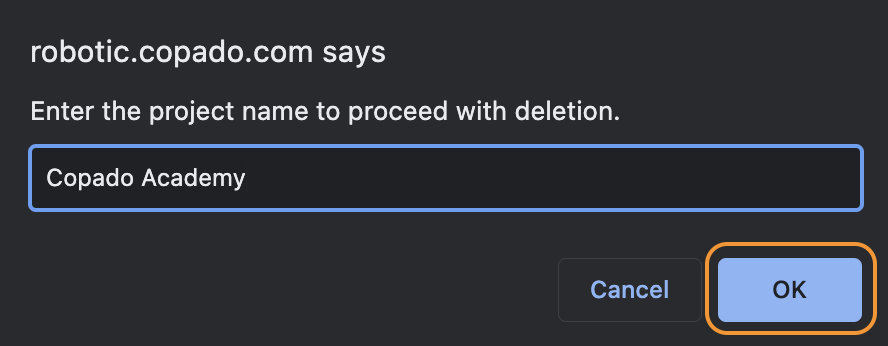 robotic.copado.com says
Enter the project name to proceed with deletion.
Copado Academy
Cancel
OK